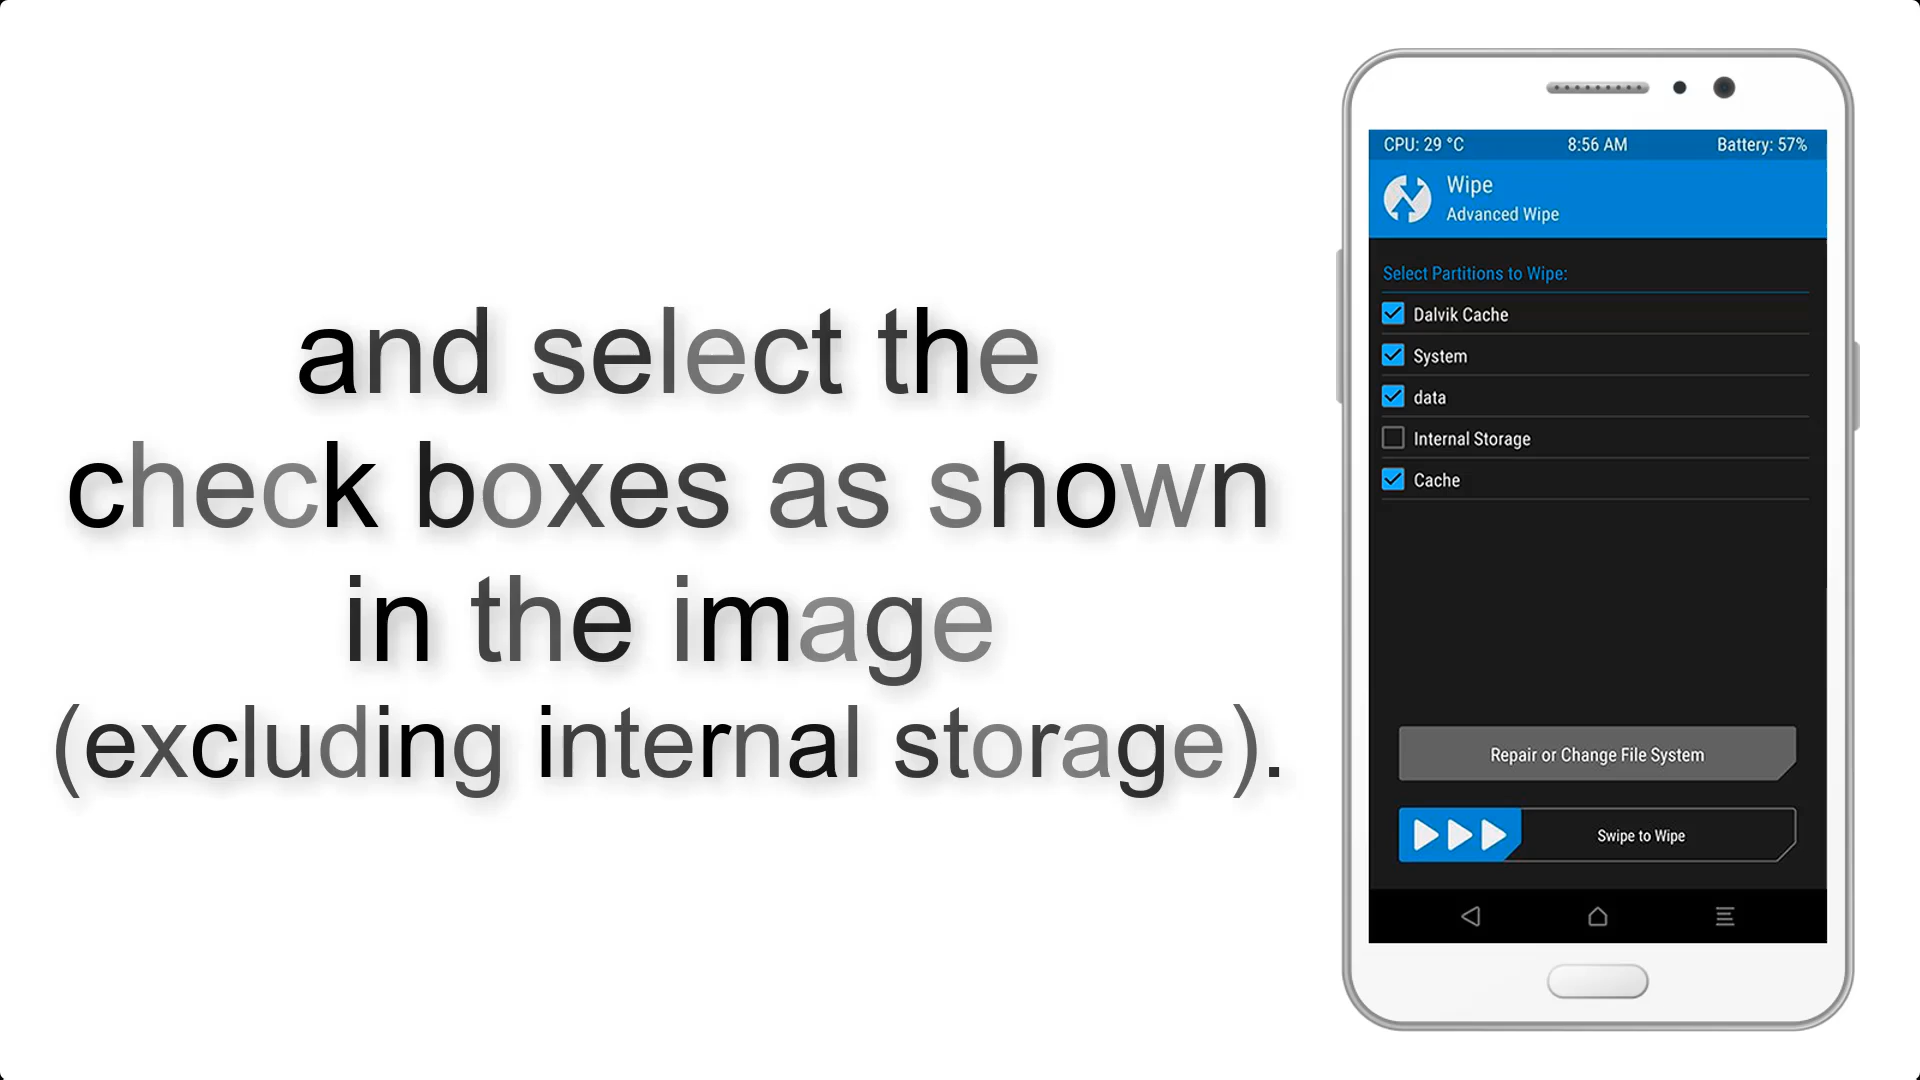 and select the
check boxes as shown
in the image
(excluding internal storage).
CPU: 29 °C 8:56 AM Battery: 57%
Wipe
Advanced Wipe
Select Partitions to Wipe:
Dalvik Cache
System
data
Internal Storage
Cache
Repair or Change File System
Swipe to Wipe